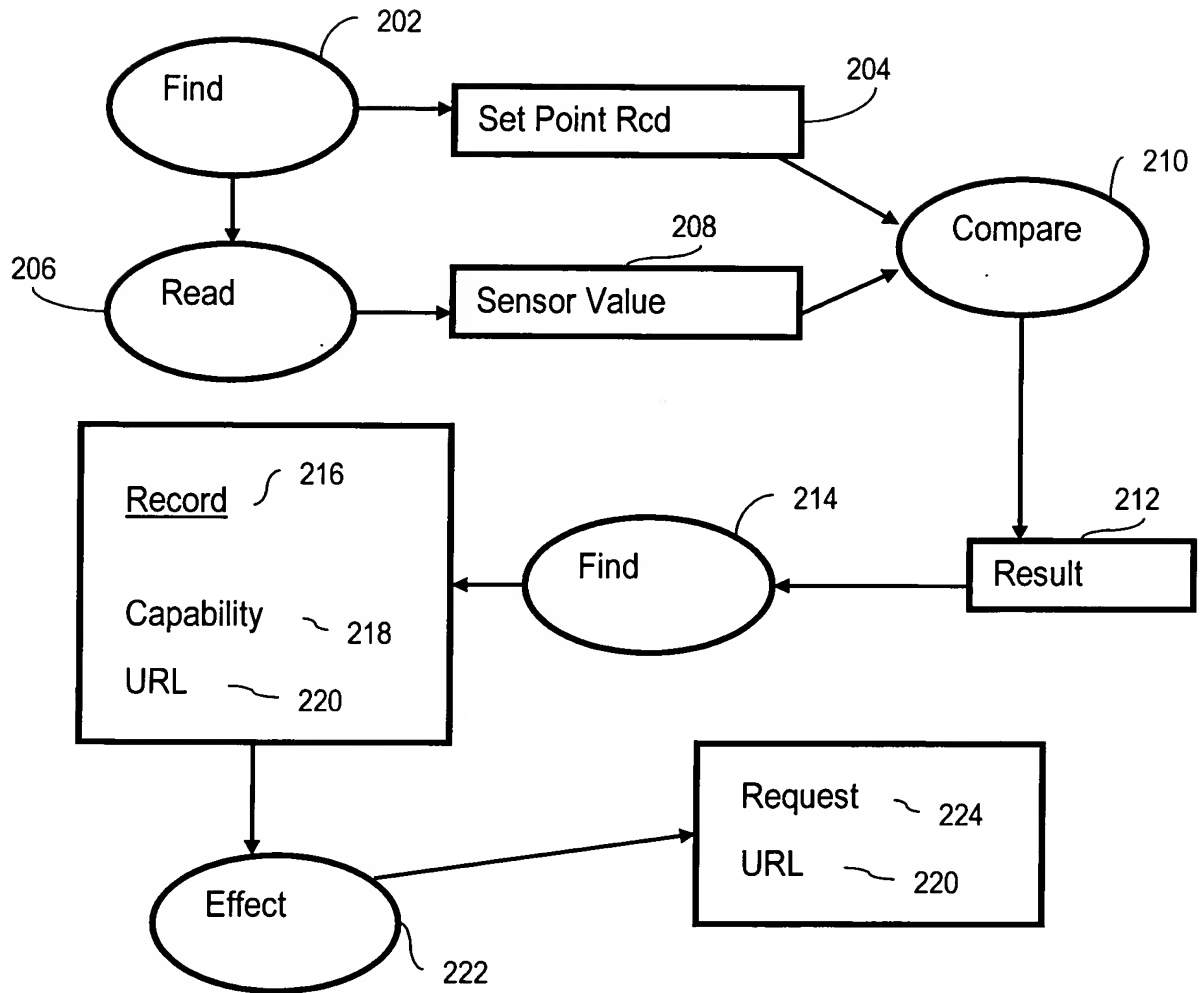 202
Find
204
Set Point Rcd
210
Compare
208
206
Read
Sensor Value
Record
216
214
212
Find
Result
Capability
218
URL
220
Request
224
URL
220
Effect
222